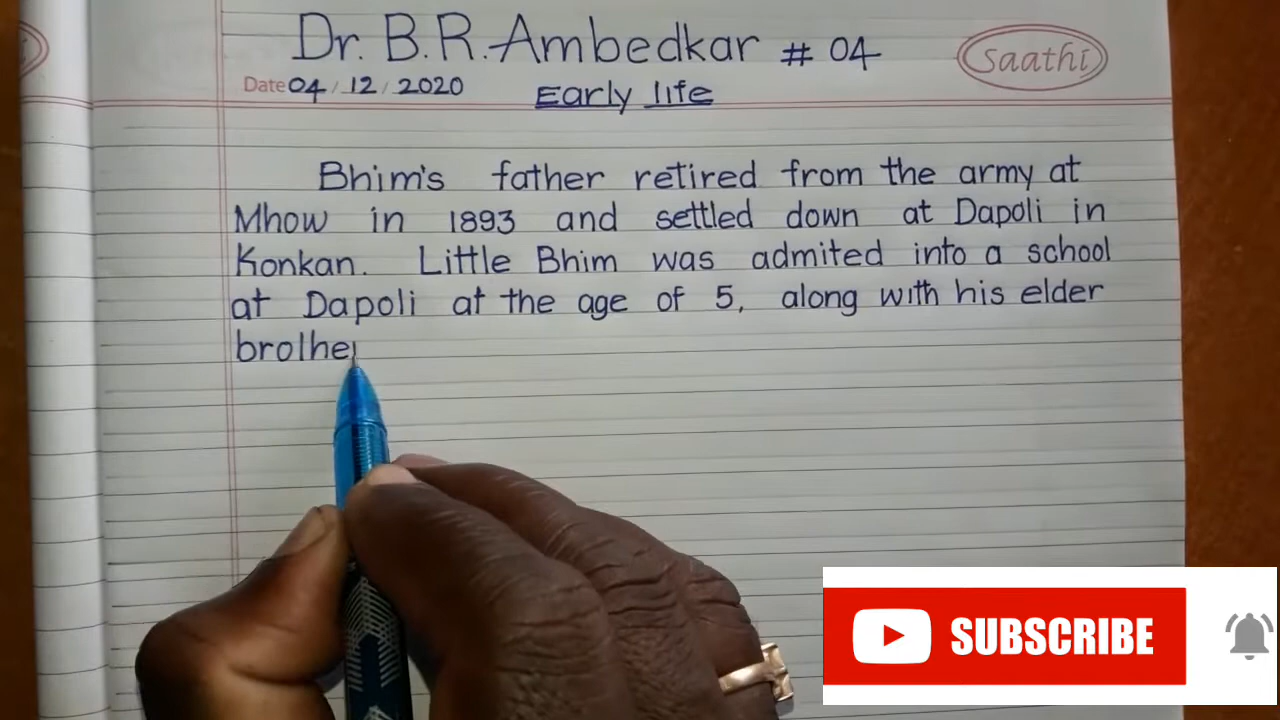 Dr. B.R. Ambedkar # 04
Saathi
Date 04/12/2020
Early life
Bhim's father retired from the army at
Mhow in 1893 and settled down at Dapoli in
Konkan. Little Bhim was admited into a school
at Dapoli at the age of 5, along with his elder
brolhe
SUBSCRIBE